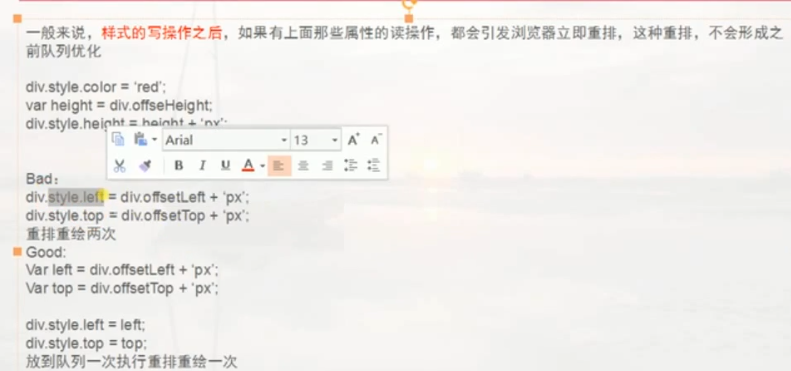 一般来说，样式的写操作之后，如果有上面那些属性的读操作，都会引发浏览器立即重排，这种重排，不会形成之
前队列优化
div.style.color = ‘red’;
var height = div.offseHeight;
div.style.height = height + ‘px’;
Arial 13 A+ A-
B I U A
Bad：
div.style.left = div.offsetLeft + ‘px’;
div.style.top = div.offsetTop + ‘px’;
重排重绘两次
Good:
Var left = div.offsetLeft + ‘px’;
Var top = div.offsetTop + ‘px’;
div.style.left = left;
div.style.top = top;
放到队列一次执行重排重绘一次